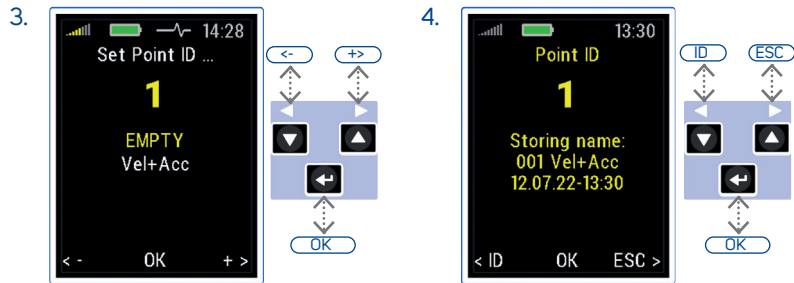 3.
14:28
Set Point ID ...
1
EMPTY
Vel+Acc
< - OK + >
<- +>
OK
4.
13:30
Point ID
1
Storing name:
001 Vel+Acc
12.07.22-13:30
< ID OK ESC >
ID ESC
OK